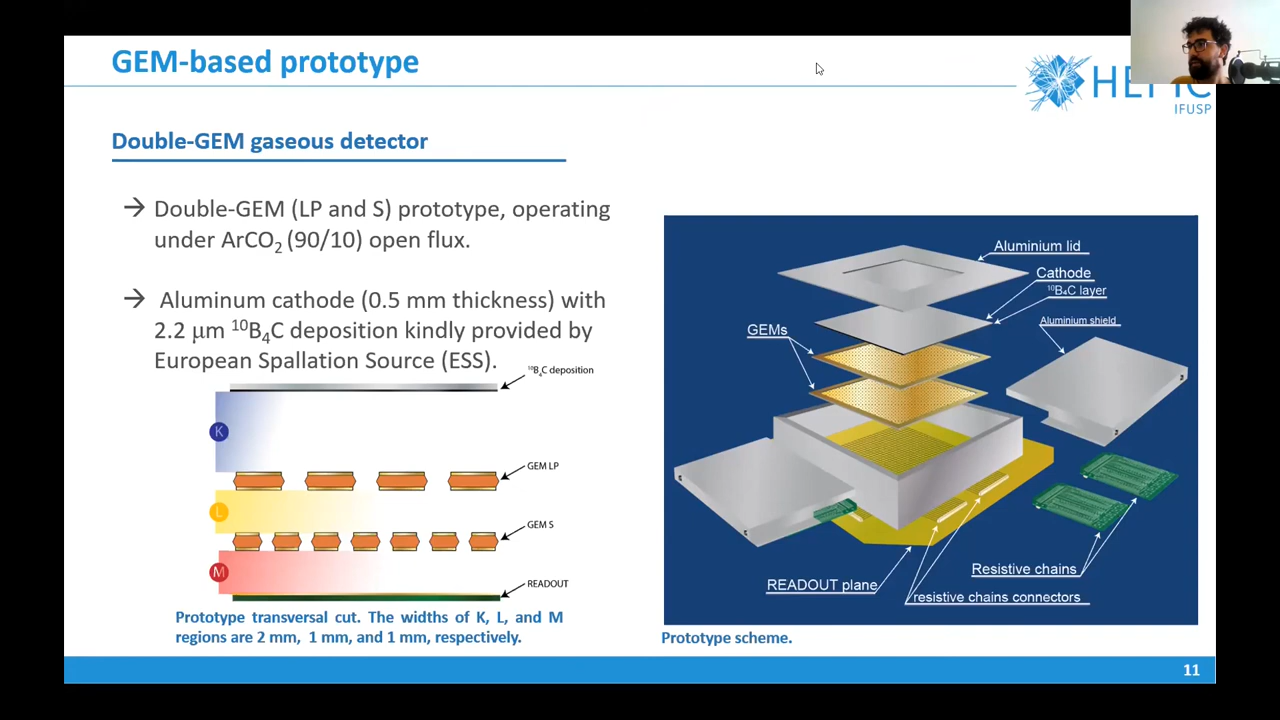 GEM-based prototype
IFUSP
Double-GEM gaseous detector
→ Double-GEM (LP and S) prototype, operating
under ArCO₂ (90/10) open flux.
→ Aluminum cathode (0.5 mm thickness) with
2.2 μm ¹⁰B₄C deposition kindly provided by
European Spallation Source (ESS).
¹⁰B₄C deposition
K
GEM LP
L
GEM S
M
READOUT
Prototype transversal cut. The widths of K, L, and M
regions are 2 mm, 1 mm, and 1 mm, respectively.
Aluminium lid
Cathode
¹⁰B₄C layer
GEMs
Aluminium shield
Resistive chains
READOUT plane
resistive chains connectors
Prototype scheme.
11